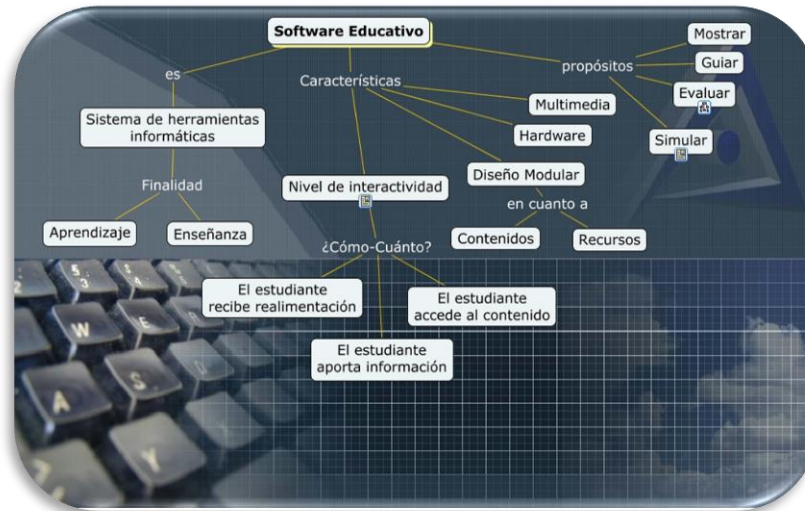 Software Educativo
es
Sistema de herramientas
informáticas
Finalidad
Aprendizaje
Enseñanza
Características
Multimedia
Hardware
Nivel de interactividad
¿Cómo-Cuánto?
El estudiante
recibe realimentación
El estudiante
aporta información
El estudiante
accede al contenido
Diseño Modular
en cuanto a
Contenidos
Recursos
propósitos
Mostrar
Guiar
Evaluar
Simular
W
E
A
S
Y